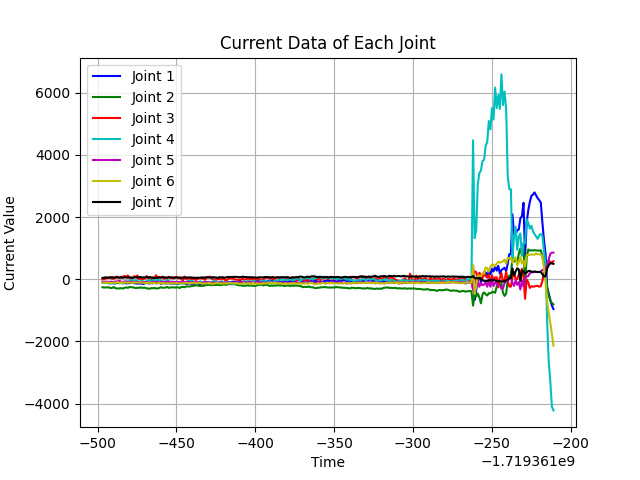 Current Data of Each Joint
Joint 1
Joint 2
Joint 3
Joint 4
Joint 5
Joint 6
Joint 7
6000
4000
2000
0
−2000
−4000
Current Value
−500
−450
−400
−350
−300
−250
−200
Time
−1.719361e9